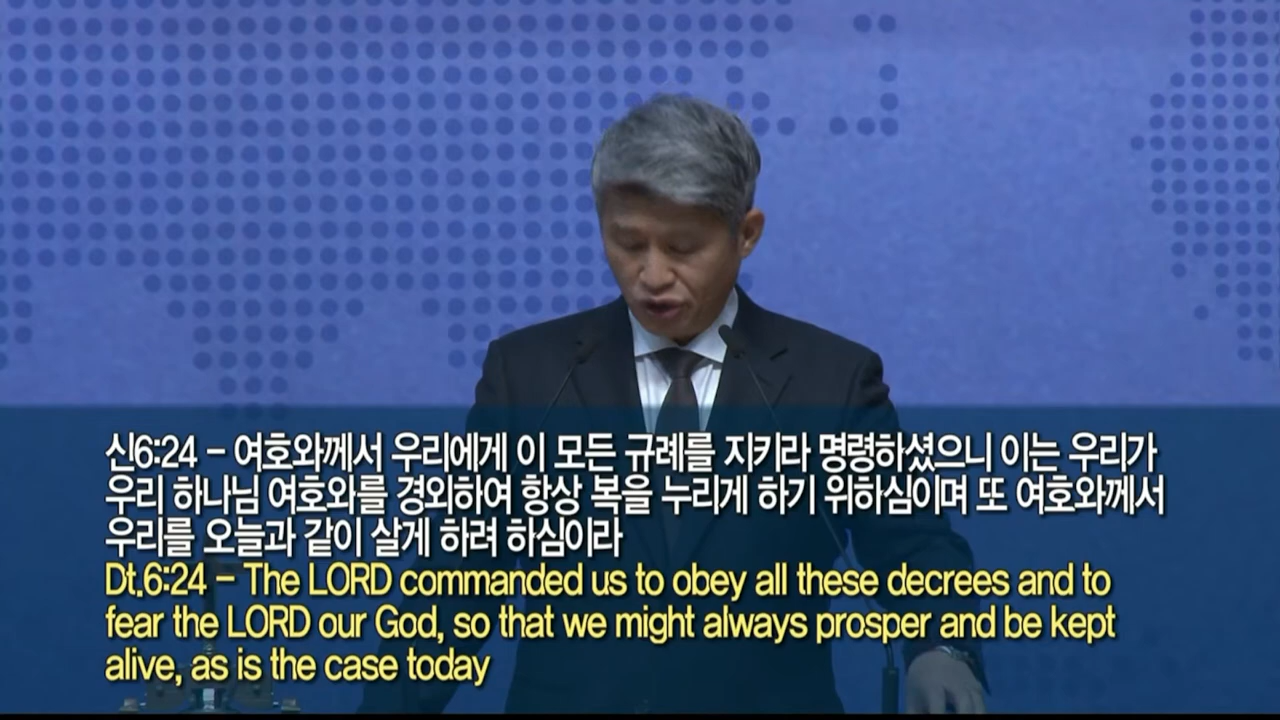 신6:24 - 여호와께서 우리에게 이 모든 규례를 지키라 명령하셨으니 이는 우리가
우리 하나님 여호와를 경외하여 항상 복을 누리게 하기 위하심이며 또 여호와께서
우리를 오늘과 같이 살게 하려 하심이라
Dt.6:24 - The LORD commanded us to obey all these decrees and to
fear the LORD our God, so that we might always prosper and be kept
alive, as is the case today